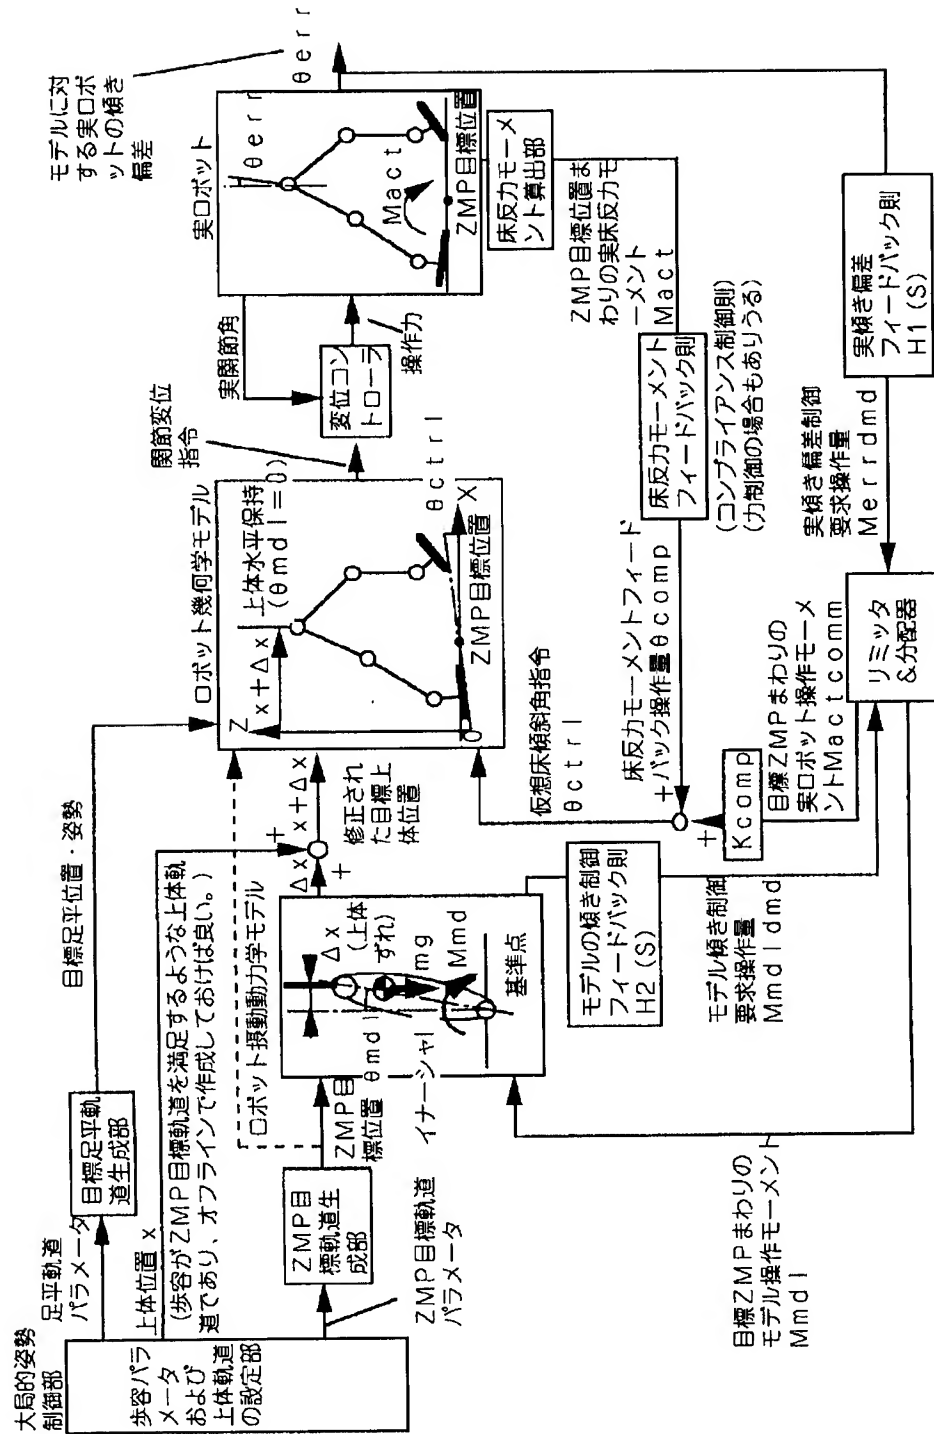 大局的姿勢
制御部
歩容パラ
メータ
および
上体軌道
の設定部
足平軌道
パラメータ
目標足平軌
道生成部
目標足平位置・姿勢
上体位置 x
(歩容がZMP目標軌道を満足するような上体軌
道であり、オフラインで作成しておけば良い。)
ZMP目
標軌道生
成部
ZMP目標軌道
パラメータ
ZMP目
標位置
ロボット摂動動力学モデル
Δx
(上体
ずれ)
θmdl
mg
Mmd
イナーシャI
基準点
Δx
+
+
x+Δx
修正され
た目標上
体位置
モデルの傾き制御
フィードバック則
H2(S)
モデル傾き制御
要求操作量
Mmdldmd
目標ZMPまわりの
モデル操作モーメント
Mmdl
ロボット幾何学モデル
Z
x+Δx
上体水平保持
(θmdl=0)
θctrl
X
O
ZMP目標位置
仮想床傾斜角指令
θctrl
関節変位
指令
変位コン
トローラ
実関節角
操作力
実ロボット
θerr
Mact
ZMP目標位置
モデルに対
する実ロボ
ットの傾き
偏差
θerr
床反力モーメ
ント算出部
ZMP目標位置ま
わりの実床反力モ
ーメント
Mact
床反力モーメント
フィードバック則
(コンプライアンス制御則)
(力制御の場合もありうる)
床反力モーメントフィード
バック操作量θcomp
+
+
Kcomp
目標ZMPまわりの
実ロボット操作モーメ
ントMactcomm
リミッタ
&分配器
実傾き偏差制御
要求操作量
Merrdmd
実傾き偏差
フィードバック則
H1(S)